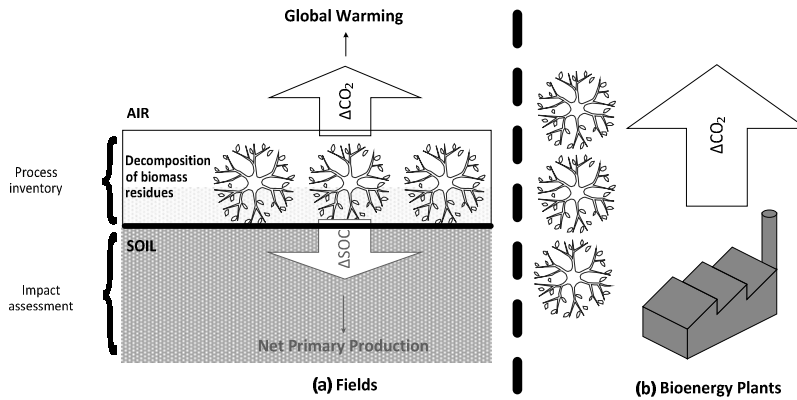 Global Warming
ΔCO₂
AIR
Process
inventory
Decomposition
of biomass
residues
SOIL
ΔSOC
Impact
assessment
Net Primary Production
(a) Fields
ΔCO₂
(b) Bioenergy Plants